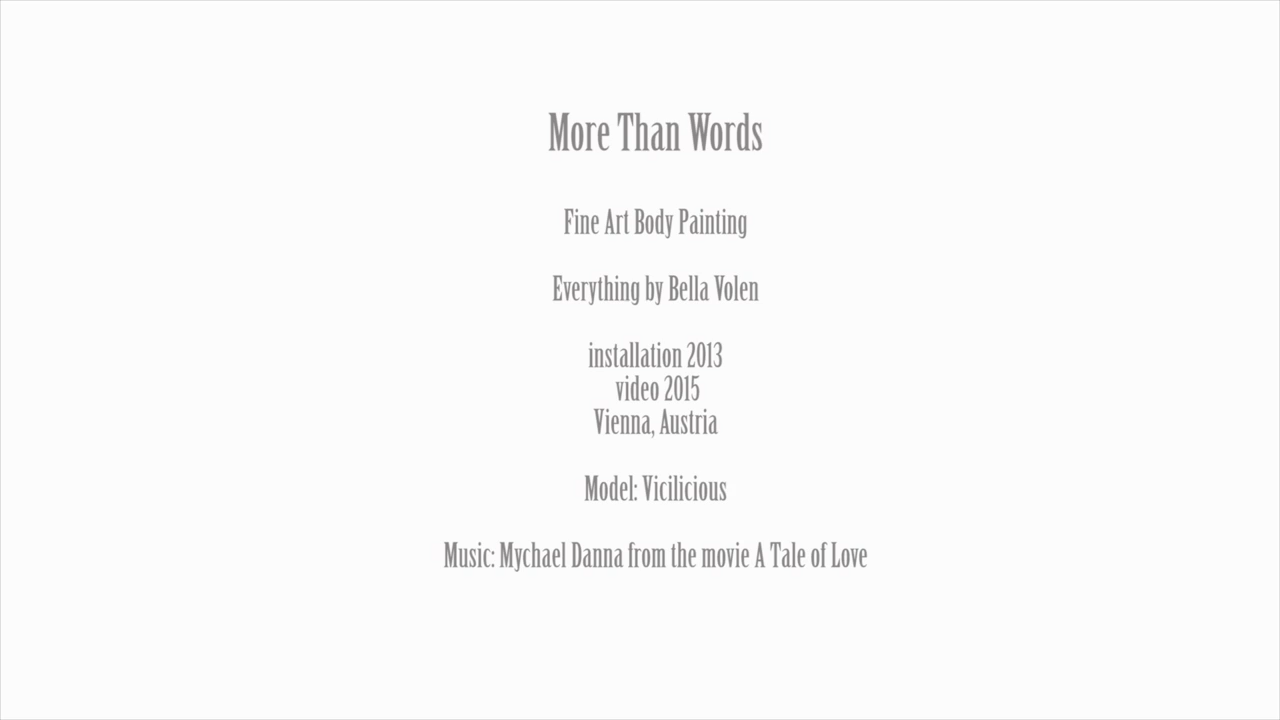 More Than Words
Fine Art Body Painting
Everything by Bella Volen
installation 2013
video 2015
Vienna, Austria
Model: Vicilicious
Music: Mychael Danna from the movie A Tale of Love